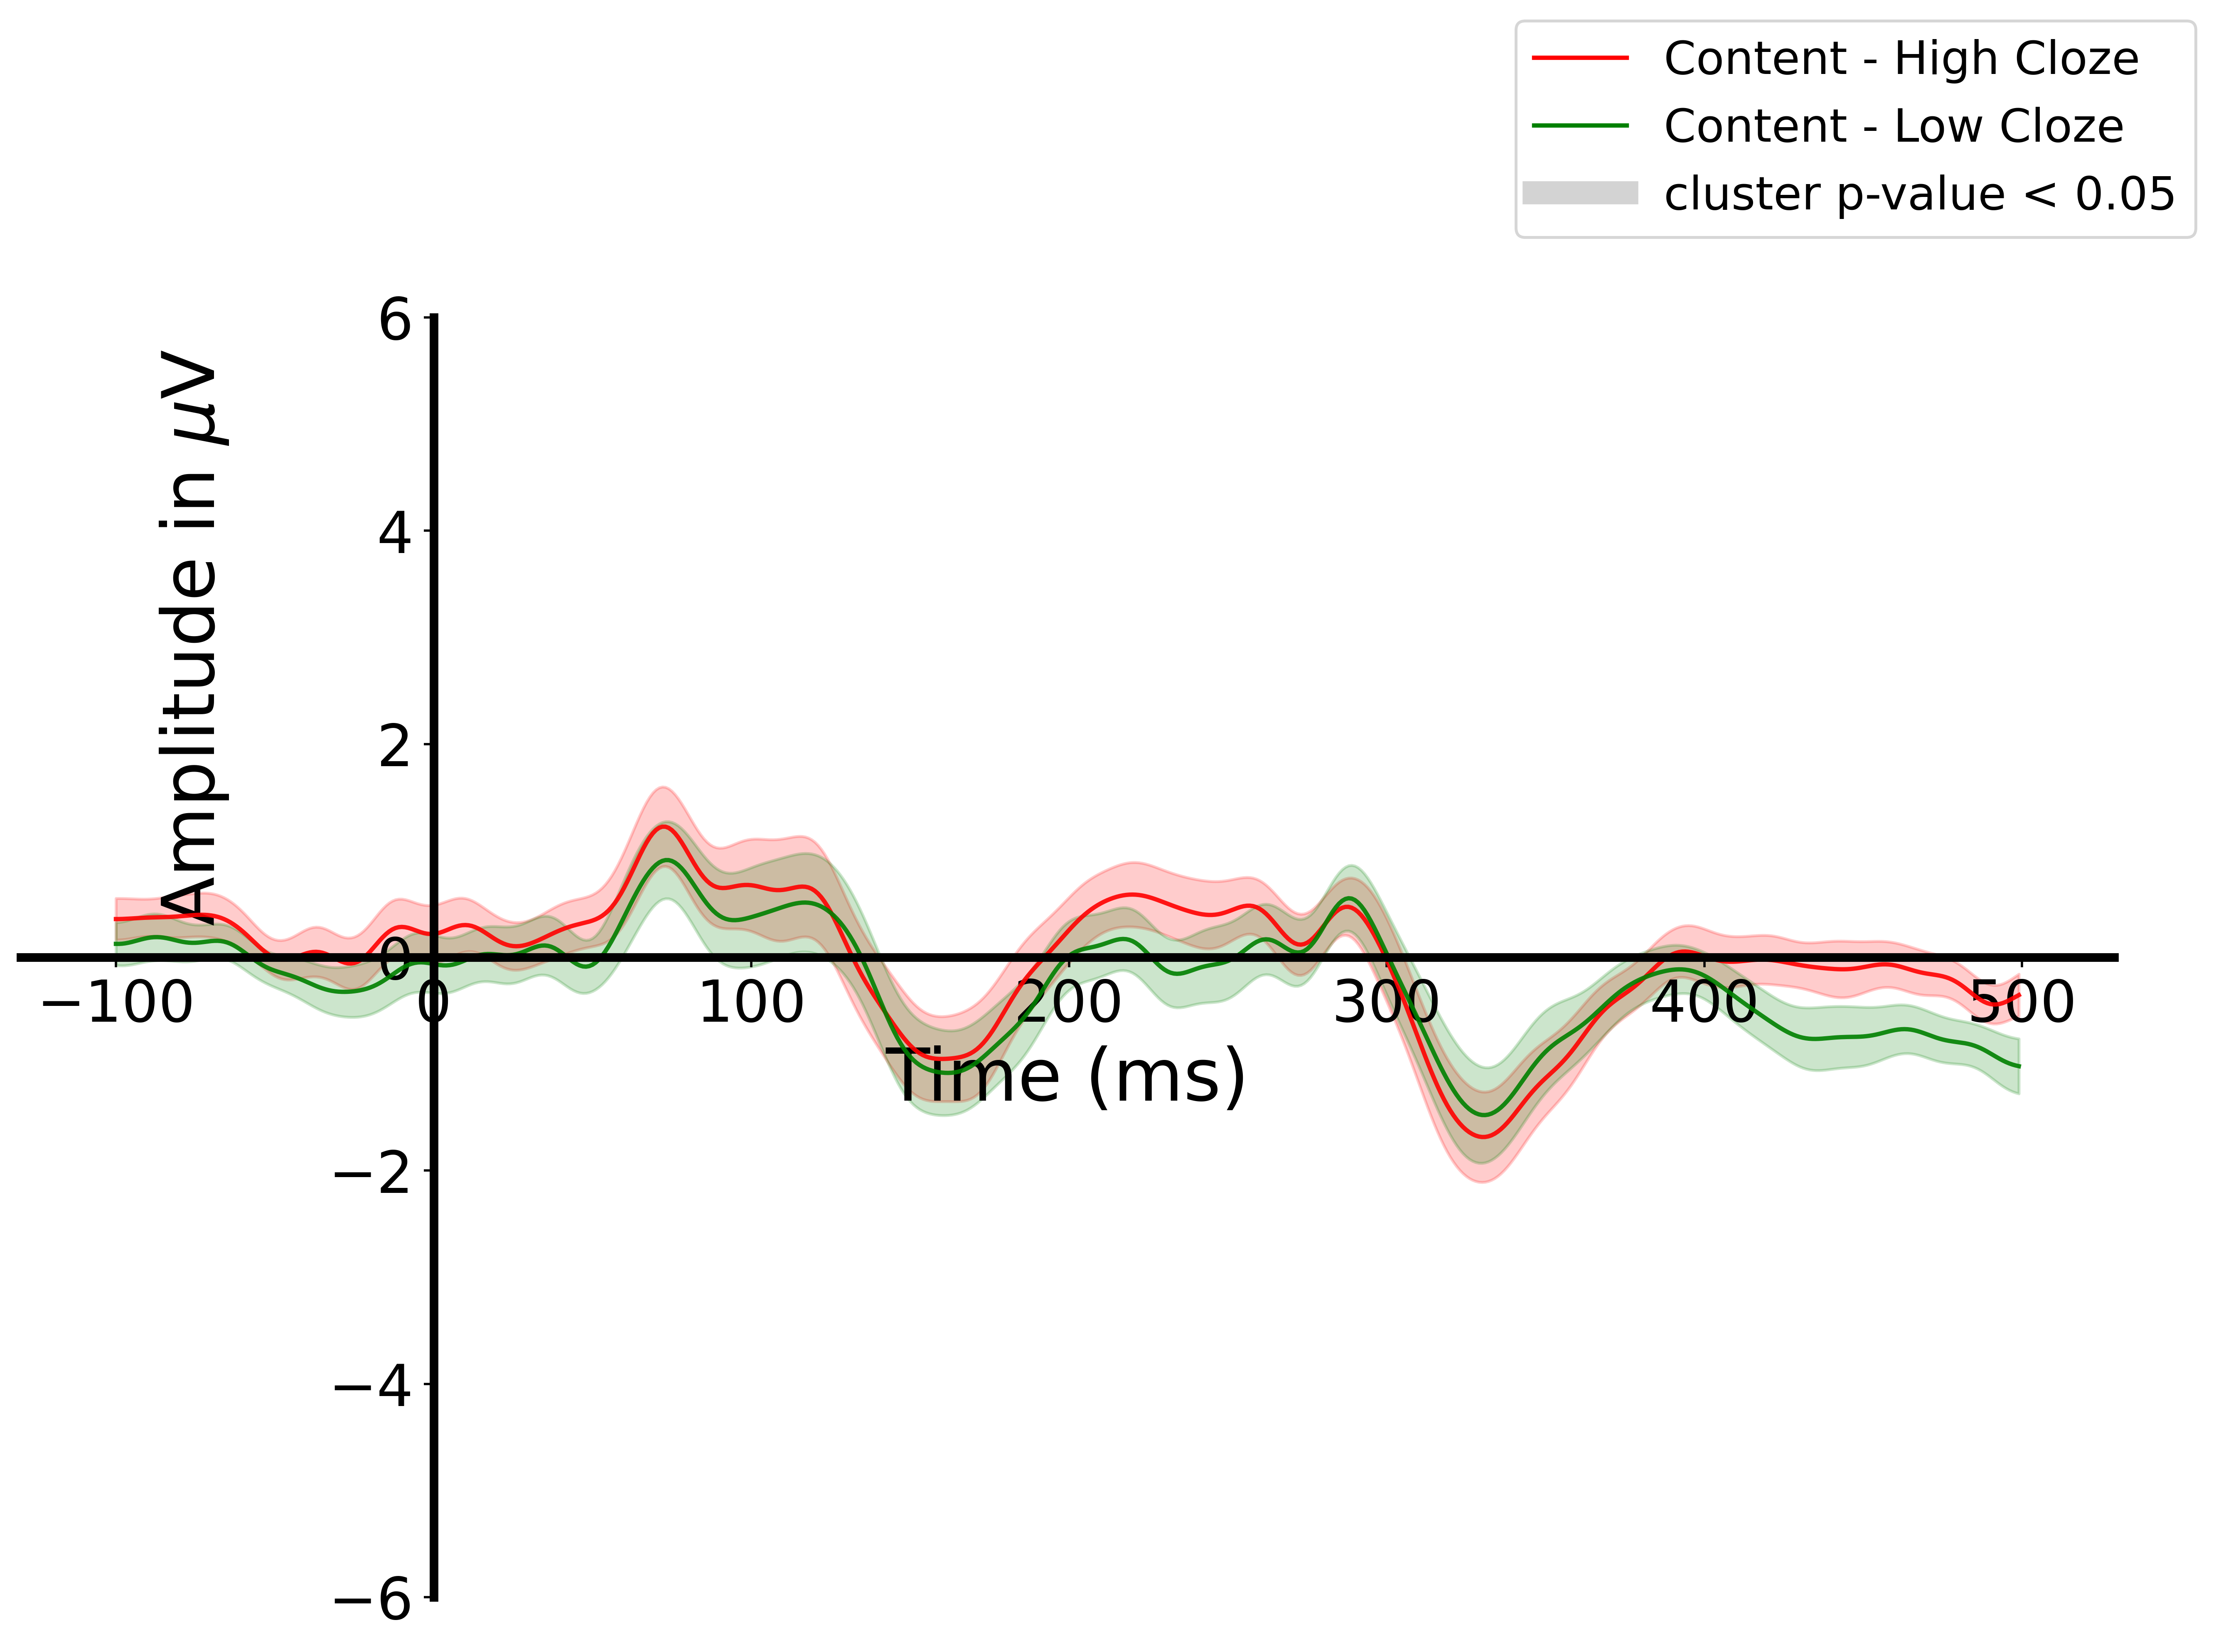 Content - High Cloze
Content - Low Cloze
cluster p-value < 0.05
Amplitude in µV
6
4
2
0
−2
−4
−6
−100 0 100 200 300 400 500
Time (ms)